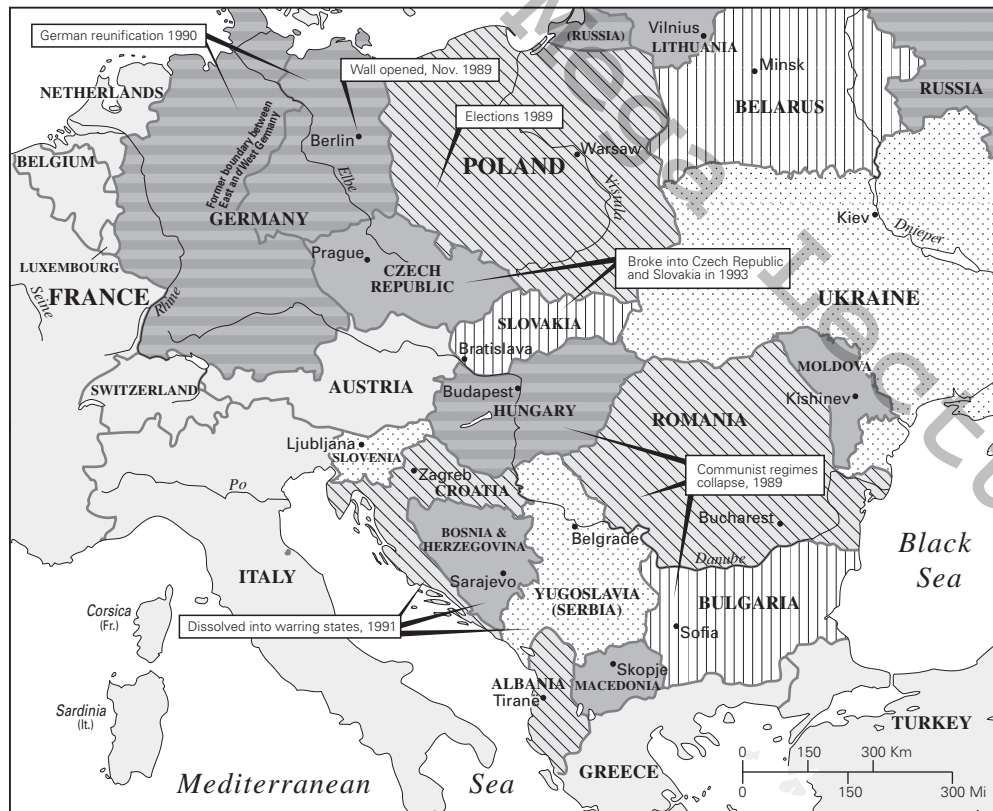 German reunification 1990
Wall opened, Nov. 1989
(RUSSIA)
Vilnius
LITHUANIA
Minsk
BELARUS
RUSSIA
NETHERLANDS
Elections 1989
Berlin
Former boundary between
East and West Germany
Elbe
POLAND
Warsaw
Visula
BELGIUM
GERMANY
Kiev
Dnieper
LUXEMBOURG
Prague
CZECH
REPUBLIC
Broke into Czech Republic
and Slovakia in 1993
FRANCE
Seine
Rhine
UKRAINE
SLOVAKIA
Bratislava
SWITZERLAND
AUSTRIA
Budapest
HUNGARY
ROMANIA
MOLDOVA
Kishinev
Ljubljana
SLOVENIA
Zagreb
CROATIA
Communist regimes
collapse, 1989
Po
BOSNIA &
HERZEGOVINA
Belgrade
Bucharest
Danube
Black
Sea
ITALY
Sarajevo
YUGOSLAVIA
(SERBIA)
BULGARIA
Corsica
(Fr.)
Dissolved into warring states, 1991
Sofia
Skopje
MACEDONIA
ALBANIA
Tirane
Sardinia
(It.)
TURKEY
GREECE
Mediterranean Sea
0 150 300 Km
0 150 300 Mi